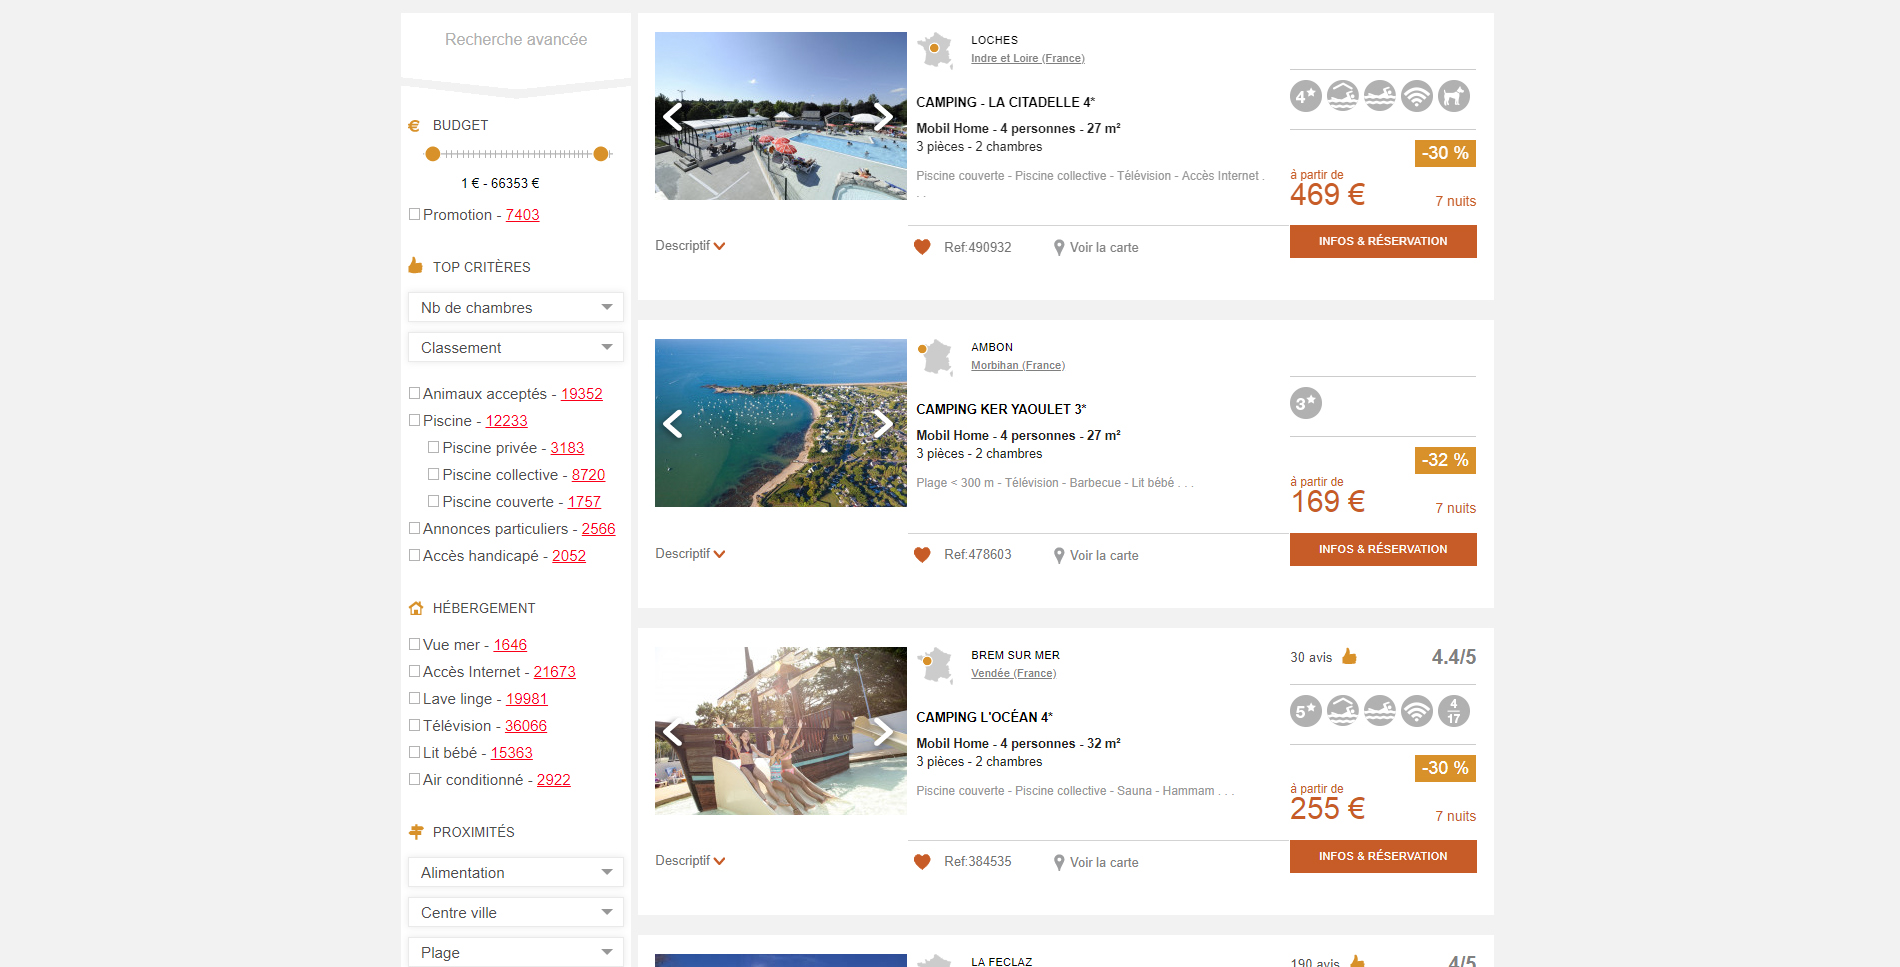 Recherche avancée
BUDGET
1 € - 66353 €
Promotion - 7403
TOP CRITÈRES
Nb de chambres
Classement
Animaux acceptés - 19352
Piscine - 12233
Piscine privée - 3183
Piscine collective - 8720
Piscine couverte - 1757
Annonces particuliers - 2566
Accès handicapé - 2052
HÉBERGEMENT
Vue mer - 1646
Accès Internet - 21673
Lave linge - 19981
Télévision - 36066
Lit bébé - 15363
Air conditionné - 2922
PROXIMITÉS
Alimentation
Centre ville
Plage
LOCHES
Indre et Loire (France)
CAMPING - LA CITADELLE 4*
Mobil Home - 4 personnes - 27 m²
3 pièces - 2 chambres
Piscine couverte - Piscine collective - Télévision - Accès Internet .
. .
4*
-30 %
à partir de
469 €
7 nuits
Descriptif
Ref:490932
Voir la carte
INFOS & RÉSERVATION
AMBON
Morbihan (France)
CAMPING KER YAOULET 3*
Mobil Home - 4 personnes - 27 m²
3 pièces - 2 chambres
Plage < 300 m - Télévision - Barbecue - Lit bébé . . .
3*
-32 %
à partir de
169 €
7 nuits
Descriptif
Ref:478603
Voir la carte
INFOS & RÉSERVATION
BREM SUR MER
Vendée (France)
CAMPING L'OCÉAN 4*
Mobil Home - 4 personnes - 32 m²
3 pièces - 2 chambres
Piscine couverte - Piscine collective - Sauna - Hammam . . .
30 avis
4.4/5
5*
4
17
-30 %
à partir de
255 €
7 nuits
Descriptif
Ref:384535
Voir la carte
INFOS & RÉSERVATION
LA FECLAZ
190 avis
4/5